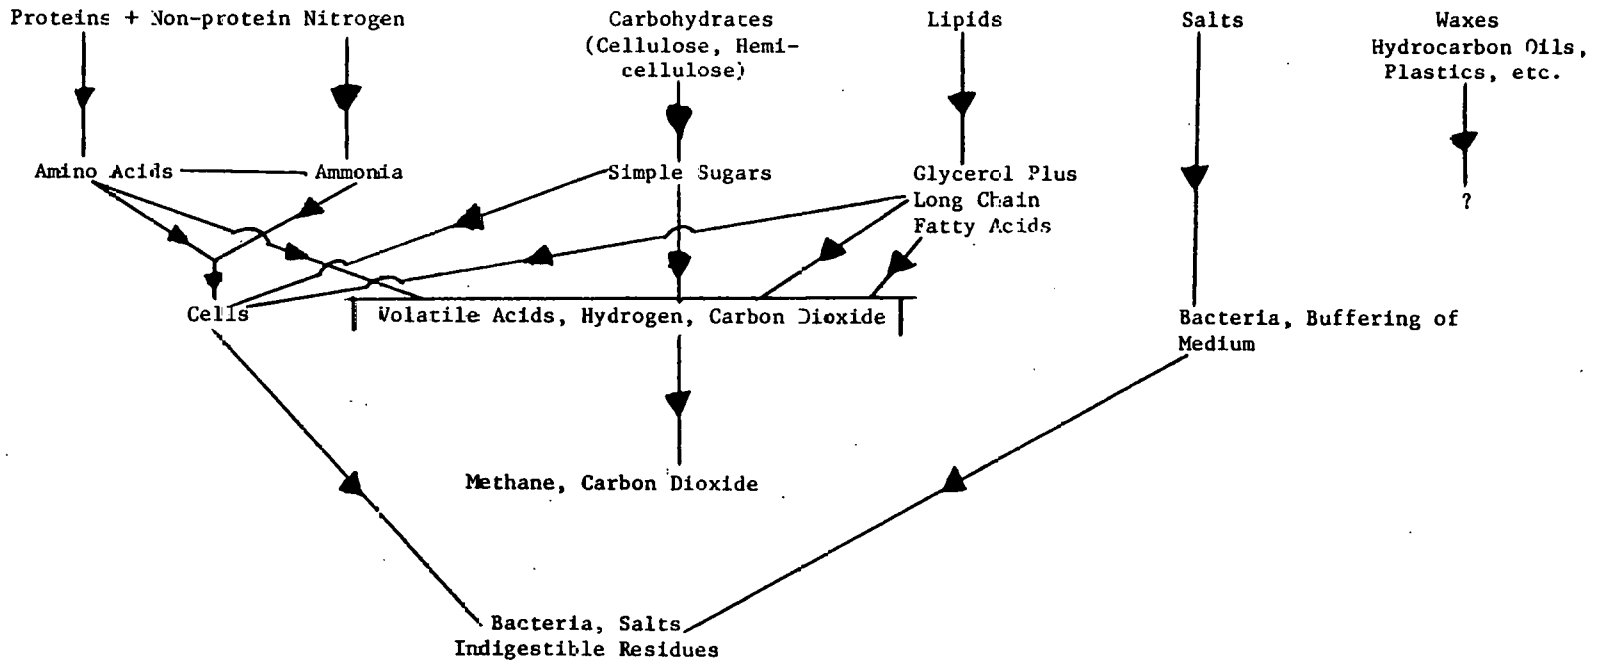 Proteins + Non-protein Nitrogen
Carbohydrates
(Cellulose, Hemi-
cellulose)
Lipids
Salts
Waxes
Hydrocarbon Oils,
Plastics, etc.
Amino Acids
Ammonia
Simple Sugars
Glycerol Plus
Long Chain
Fatty Acids
?
Cells
Volatile Acids, Hydrogen, Carbon Dioxide
Bacteria, Buffering of
Medium
Methane, Carbon Dioxide
Bacteria, Salts
Indigestible Residues